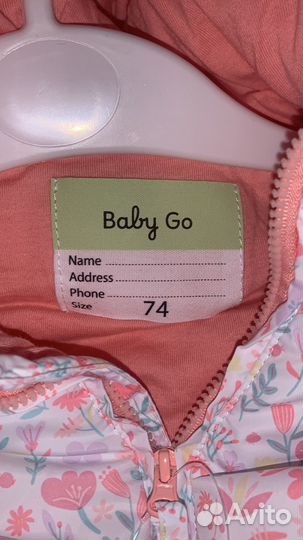 Baby Go
Name
Address
Phone
Size 74
Avito